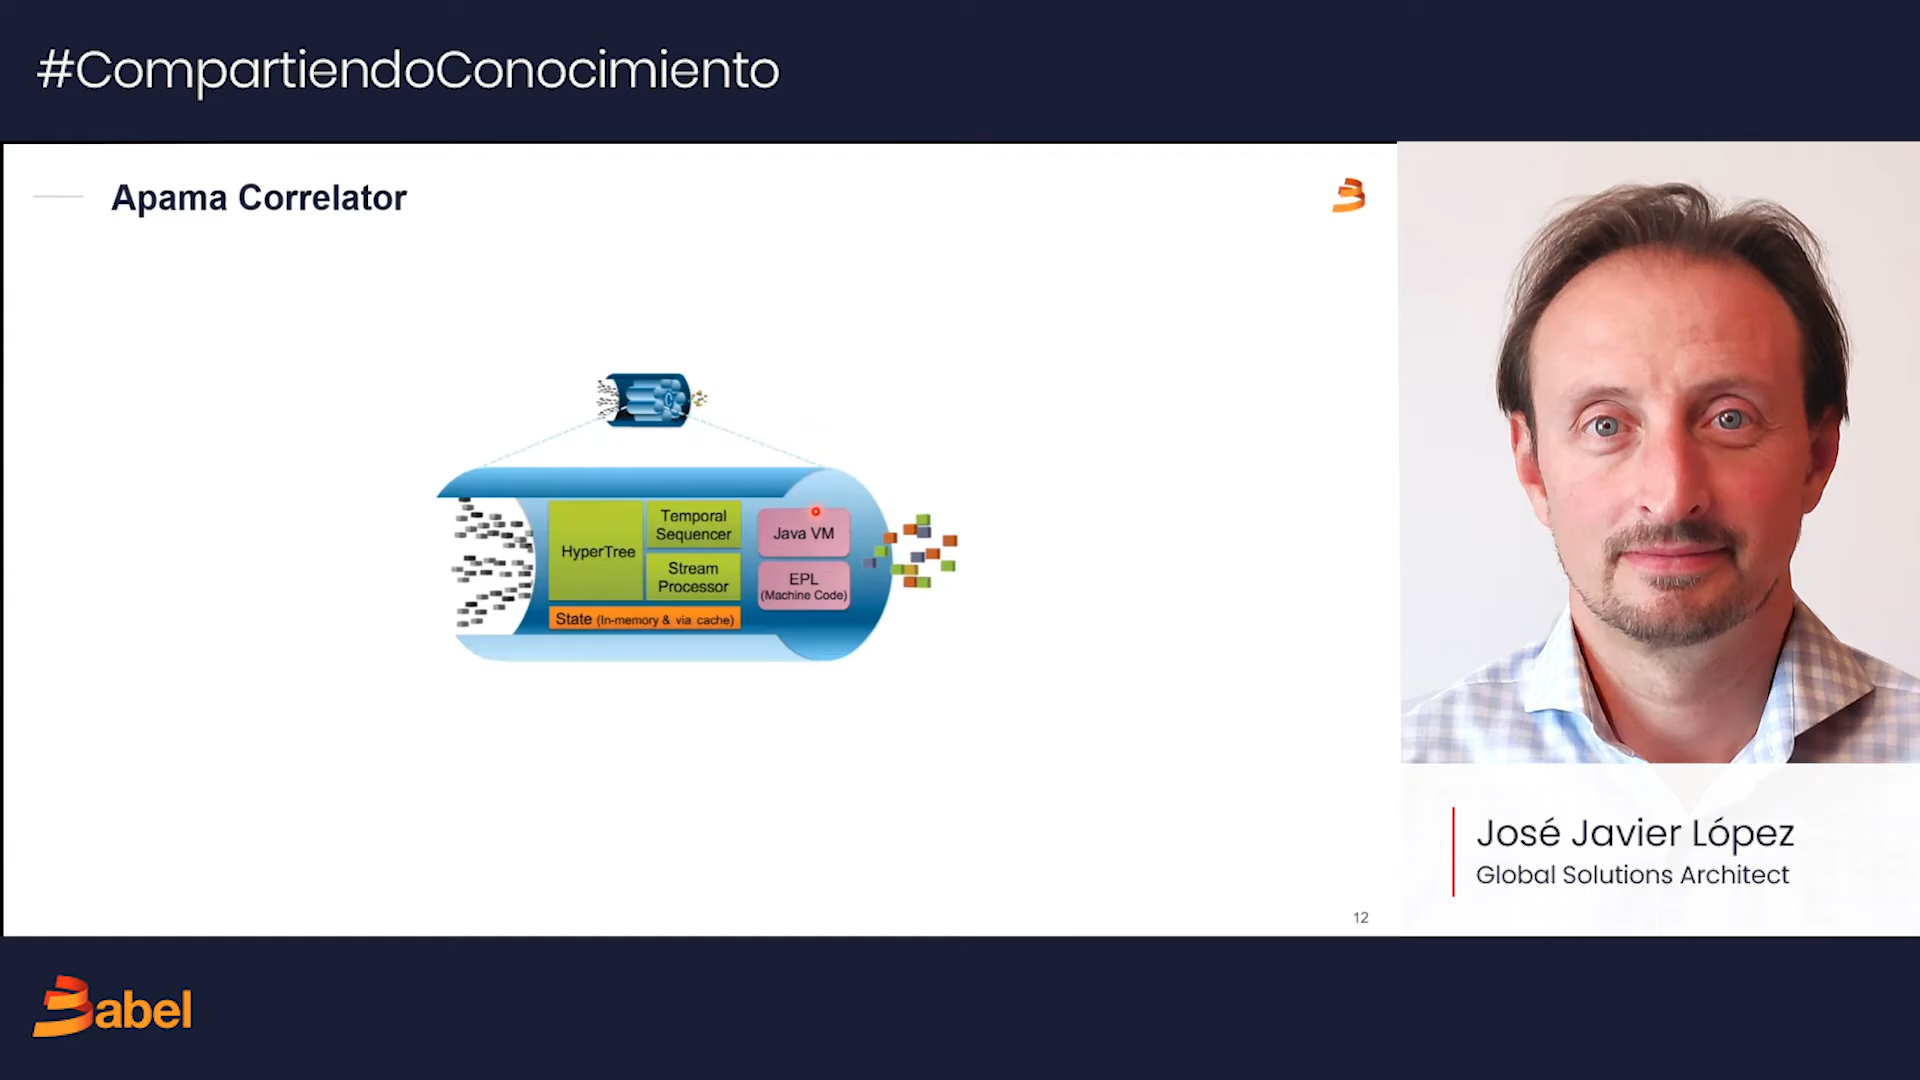 #CompartiendoConocimiento
Apama Correlator
HyperTree
Temporal
Sequencer
Stream
Processor
State (In-memory & via cache)
Java VM
EPL
(Machine Code)
José Javier López
Global Solutions Architect
12
Babel